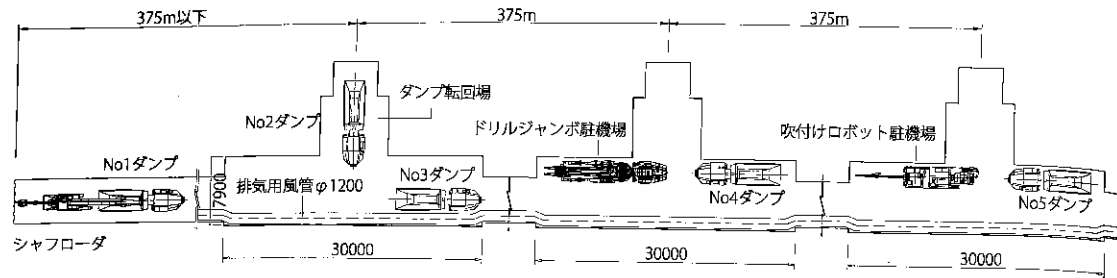 375m以下
375m
375m
ダンプ転回場
No2ダンプ
ドリルジャンボ駐機場
吹付けロボット駐機場
No1ダンプ
排気用風管φ1200
No3ダンプ
7900
No4ダンプ
No5ダンプ
シャフローダ
30000
30000
30000